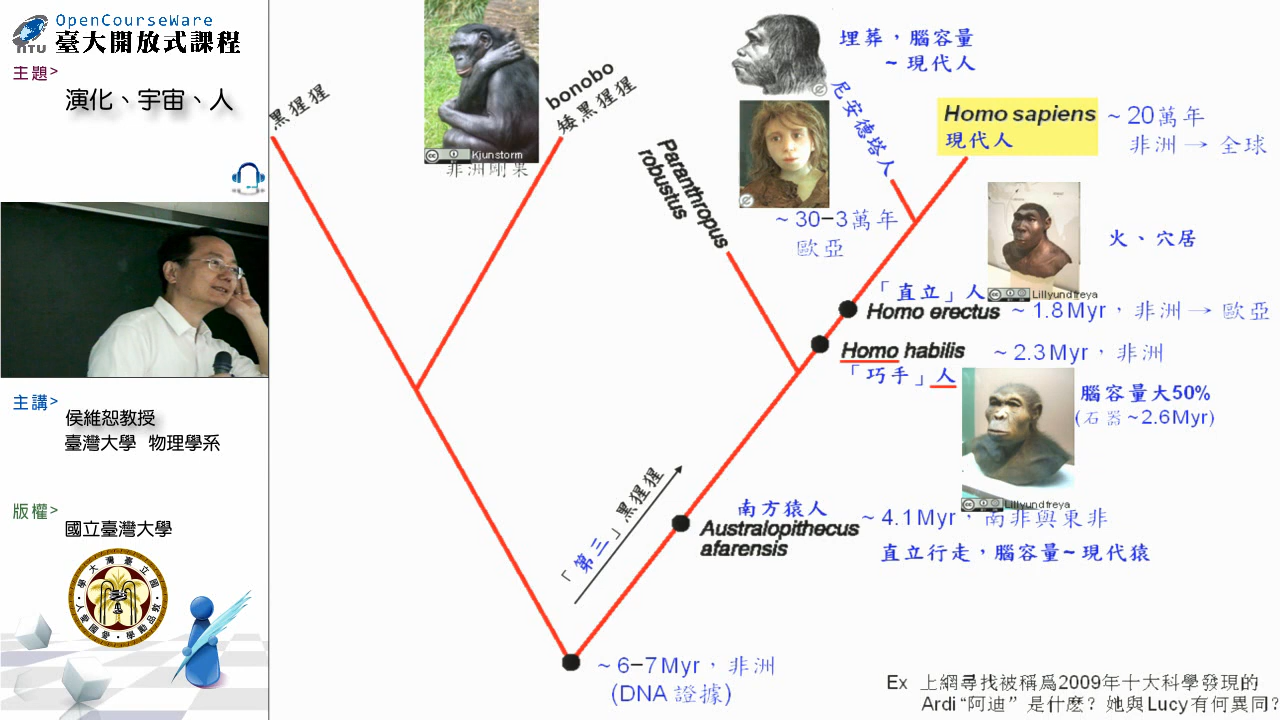 OpenCourseWare
NTU
臺大開放式課程
主題>
演化、宇宙、人
主講>
侯維恕教授
臺灣大學 物理學系
版權>
國立臺灣大學
黑猩猩
Kjunstorm
非洲剛果
bonobo
矮黑猩猩
Paranthropus
robustus
埋葬，腦容量
~ 現代人
尼安德塔人
~ 30–3萬年
歐亞
Homo sapiens
現代人
~ 20萬年
非洲 → 全球
火、穴居
Lillyundfreya
「直立」人
Homo erectus
~ 1.8Myr，非洲 → 歐亞
Homo habilis
~ 2.3Myr，非洲
「巧手」人
腦容量大50%
(石器~2.6Myr)
Lillyundfreya
「第三」黑猩猩
南方猿人
Australopithecus
afarensis
~ 4.1Myr，南非與東非
直立行走，腦容量~現代猿
~ 6–7Myr，非洲
(DNA 證據)
Ex 上網尋找被稱為2009年十大科學發現的
Ardi“阿迪”是什麼？她與Lucy有何異同？